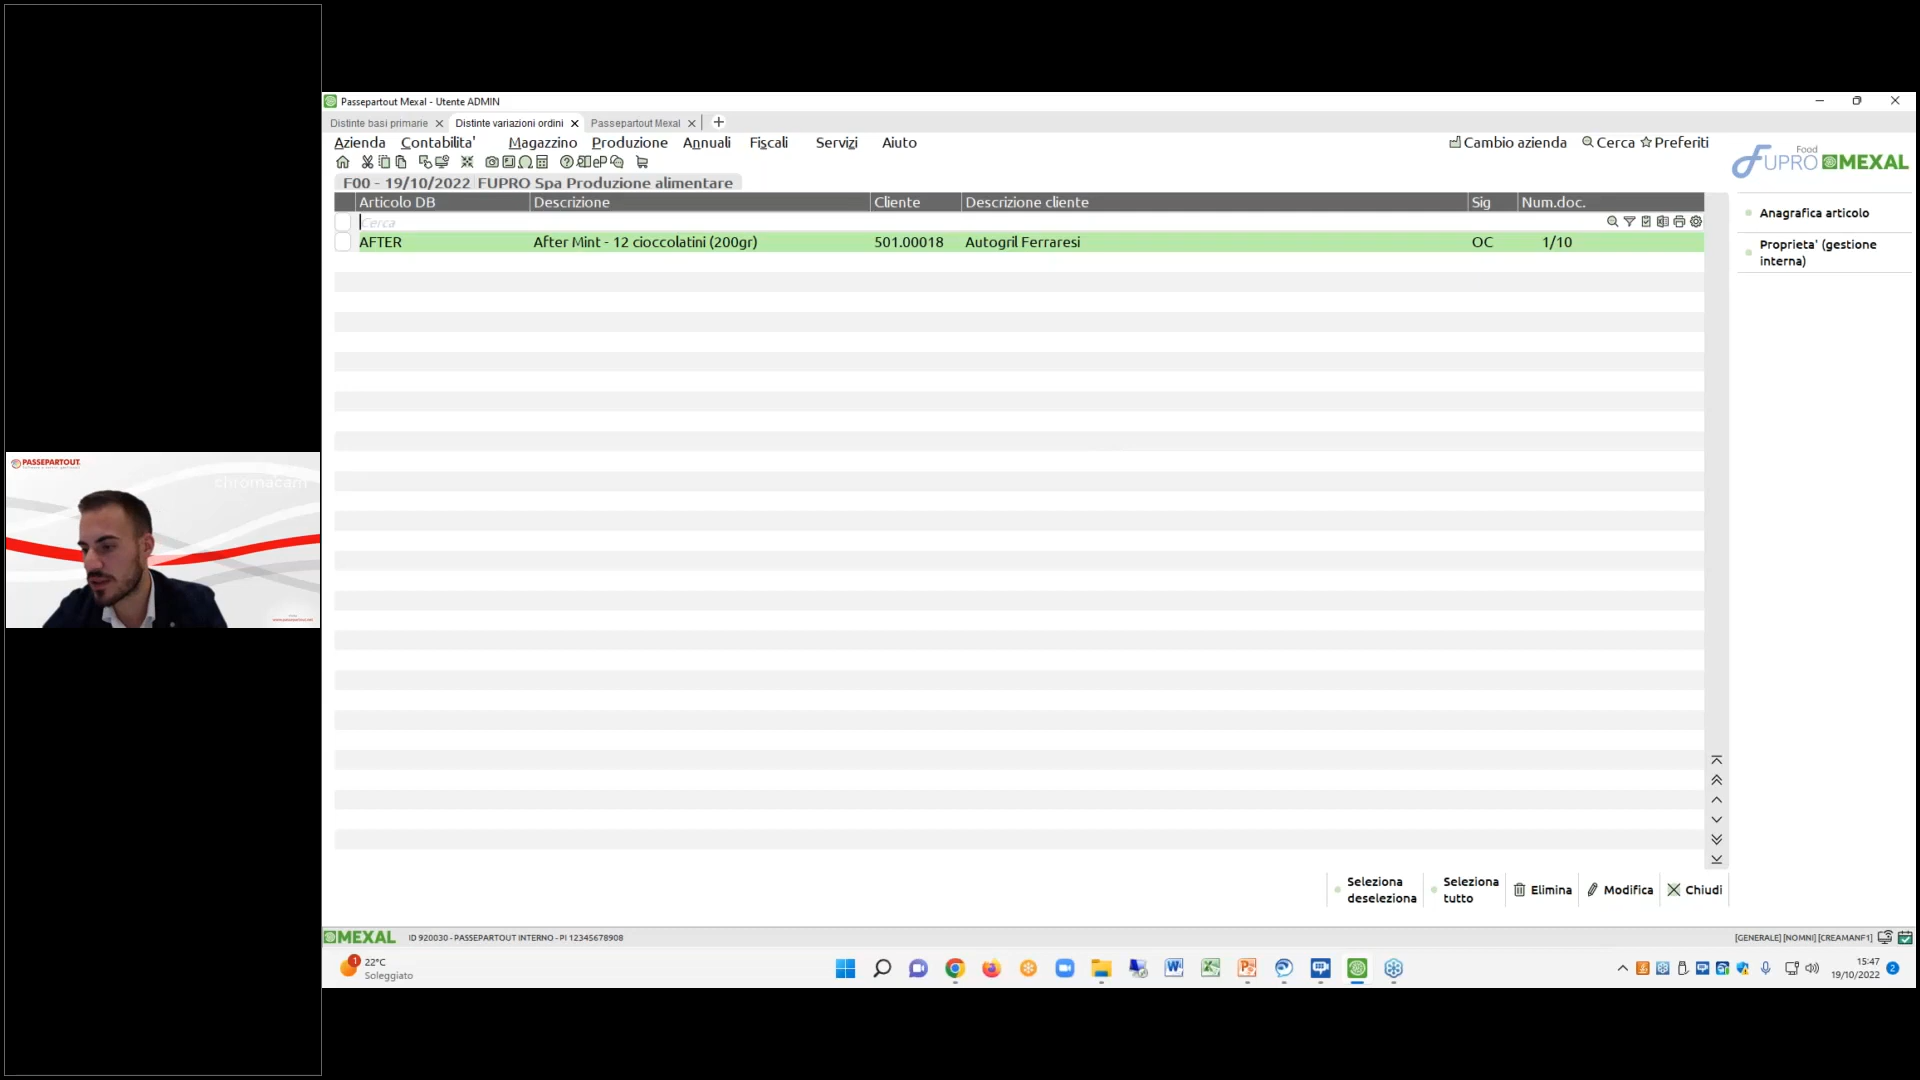 PASSEPARTOUT
chromacam
Passepartout Mexal - Utente ADMIN
Distinte basi primarie
Distinte variazioni ordini
Passepartout Mexal
Azienda Contabilita' Magazzino Produzione Annuali Fiscali Servizi Aiuto
Cambio azienda Cerca Preferiti
Food
FUPRO MEXAL
F00 - 19/10/2022 FUPRO Spa Produzione alimentare
Articolo DB Descrizione Cliente Descrizione cliente Sig Num.doc.
Cerca
AFTER After Mint - 12 cioccolatini (200gr) 501.00018 Autogril Ferraresi OC 1/10
Anagrafica articolo
Proprieta' (gestione
interna)
Seleziona
deseleziona
Seleziona
tutto
Elimina
Modifica
Chiudi
MEXAL ID 920030 - PASSEPARTOUT INTERNO - PI 12345678908
[GENERALE] [NOMNI] [CREAMANF1]
1
22°C
Soleggiato
15:47
19/10/2022
2